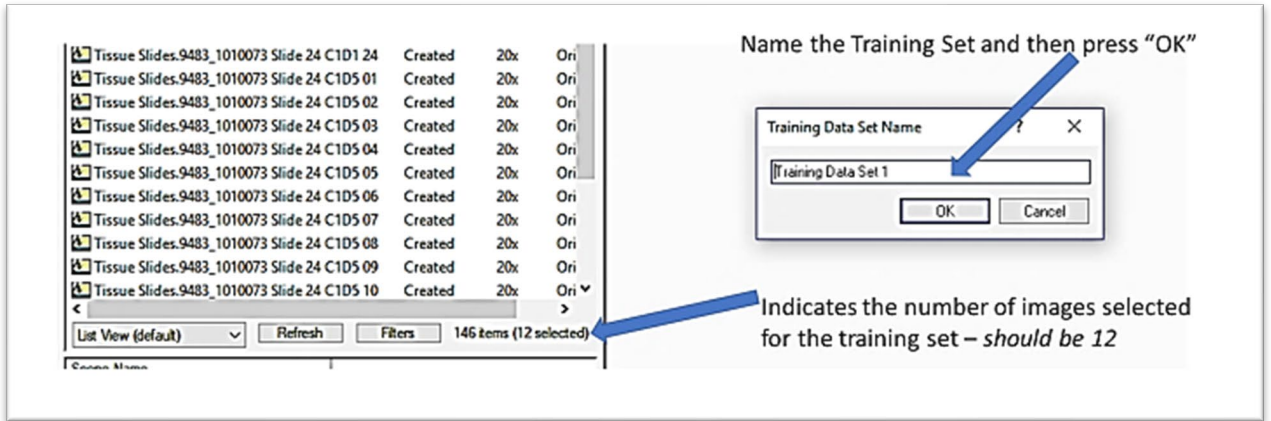 Tissue Slides.9483_1010073 Slide 24 C1D1 24 Created 20x Ori
Tissue Slides.9483_1010073 Slide 24 C1D5 01 Created 20x Ori
Tissue Slides.9483_1010073 Slide 24 C1D5 02 Created 20x Ori
Tissue Slides.9483_1010073 Slide 24 C1D5 03 Created 20x Ori
Tissue Slides.9483_1010073 Slide 24 C1D5 04 Created 20x Ori
Tissue Slides.9483_1010073 Slide 24 C1D5 05 Created 20x Ori
Tissue Slides.9483_1010073 Slide 24 C1D5 06 Created 20x Ori
Tissue Slides.9483_1010073 Slide 24 C1D5 07 Created 20x Ori
Tissue Slides.9483_1010073 Slide 24 C1D5 08 Created 20x Ori
Tissue Slides.9483_1010073 Slide 24 C1D5 09 Created 20x Ori
Tissue Slides.9483_1010073 Slide 24 C1D5 10 Created 20x Ori
List View (default) Refresh Filters 146 items (12 selected)
Scope Name
Name the Training Set and then press “OK”
Training Data Set Name ?
Training Data Set 1
OK Cancel
Indicates the number of images selected
for the training set – should be 12